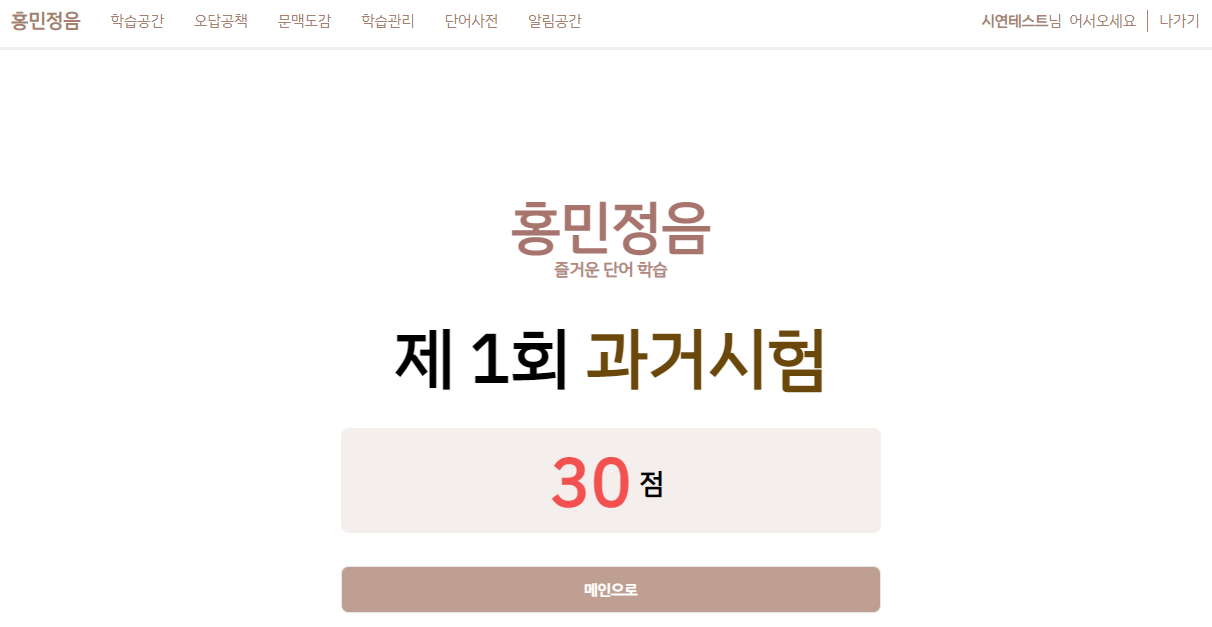 홍민정음 학습공간 오답공책 문맥도감 학습관리 단어사전 알림공간 시연테스트님 어서오세요 나가기
홍민정음
즐거운 단어 학습
제 1회 과거시험
30 점
메인으로